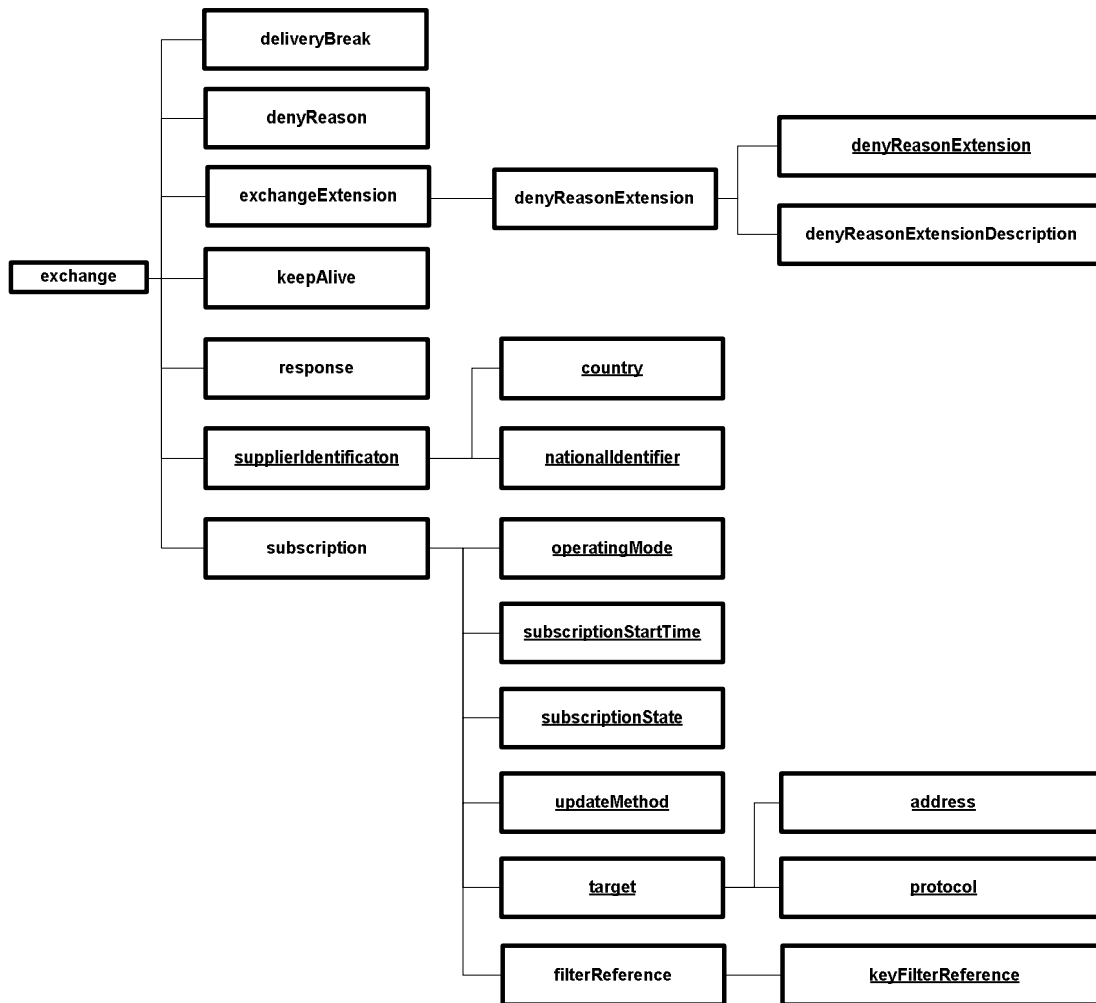 deliveryBreak
denyReason
denyReasonExtension
exchangeExtension
denyReasonExtension
denyReasonExtensionDescription
exchange
keepAlive
response
country
supplierIdentificaton
nationalIdentifier
subscription
operatingMode
subscriptionStartTime
subscriptionState
updateMethod
address
target
protocol
filterReference
keyFilterReference